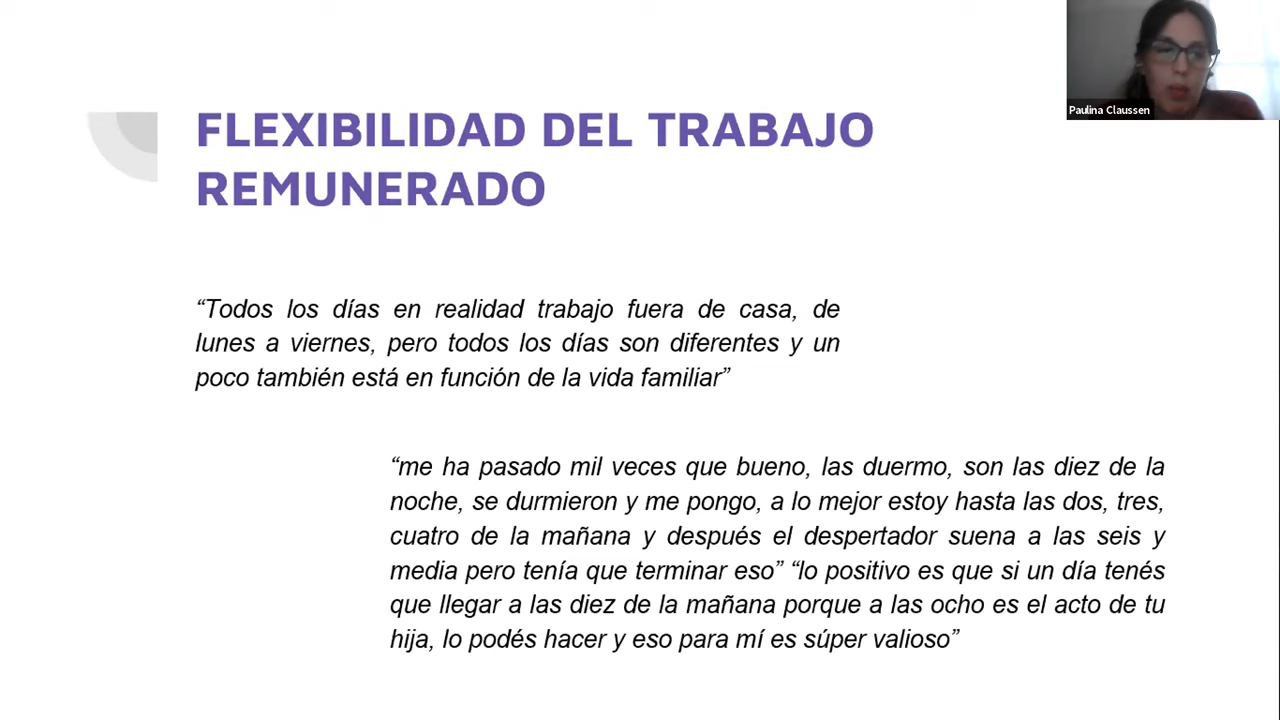 Paulina Claussen
FLEXIBILIDAD DEL TRABAJO
REMUNERADO
“Todos los días en realidad trabajo fuera de casa, de
lunes a viernes, pero todos los días son diferentes y un
poco también está en función de la vida familiar”
“me ha pasado mil veces que bueno, las duermo, son las diez de la
noche, se durmieron y me pongo, a lo mejor estoy hasta las dos, tres,
cuatro de la mañana y después el despertador suena a las seis y
media pero tenía que terminar eso” “lo positivo es que si un día tenés
que llegar a las diez de la mañana porque a las ocho es el acto de tu
hija, lo podés hacer y eso para mí es súper valioso”